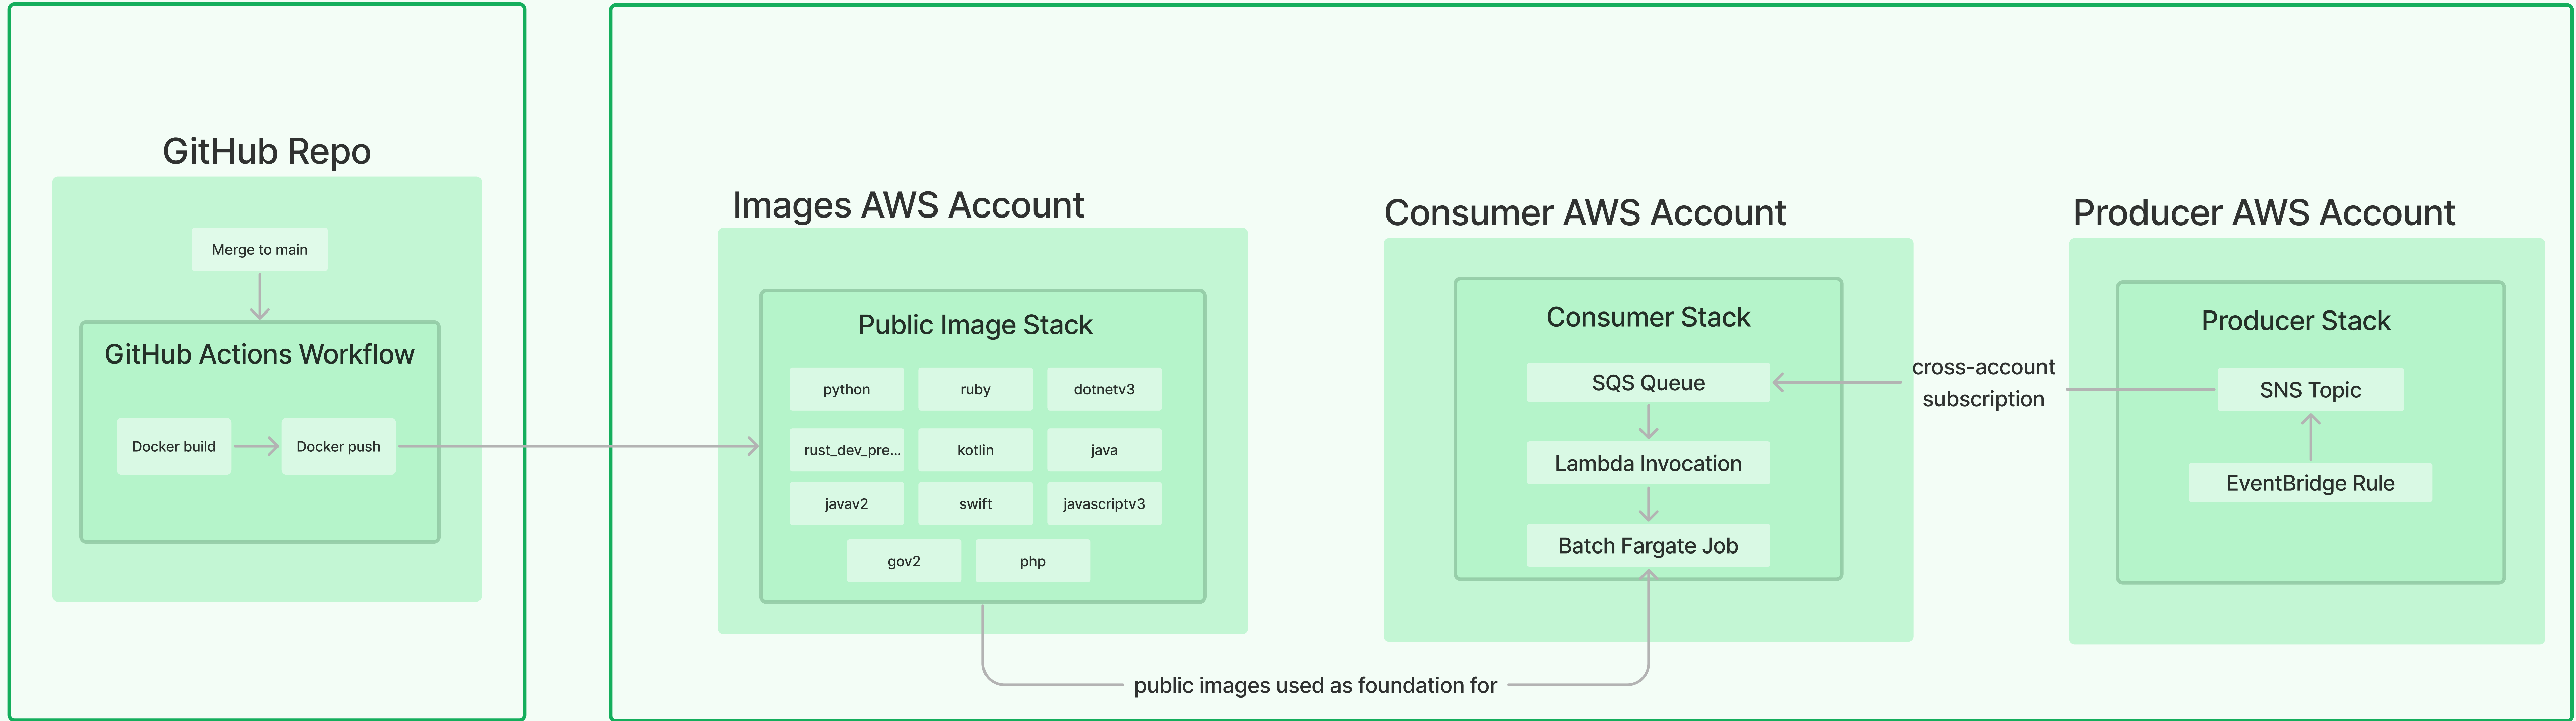 GitHub Repo
Merge to main
GitHub Actions Workflow
Docker build
Docker push
Images AWS Account
Public Image Stack
python
ruby
dotnetv3
rust_dev_pre...
kotlin
java
javav2
swift
javascriptv3
gov2
php
public images used as foundation for
Consumer AWS Account
Consumer Stack
SQS Queue
Lambda Invocation
Batch Fargate Job
cross-account
subscription
Producer AWS Account
Producer Stack
SNS Topic
EventBridge Rule